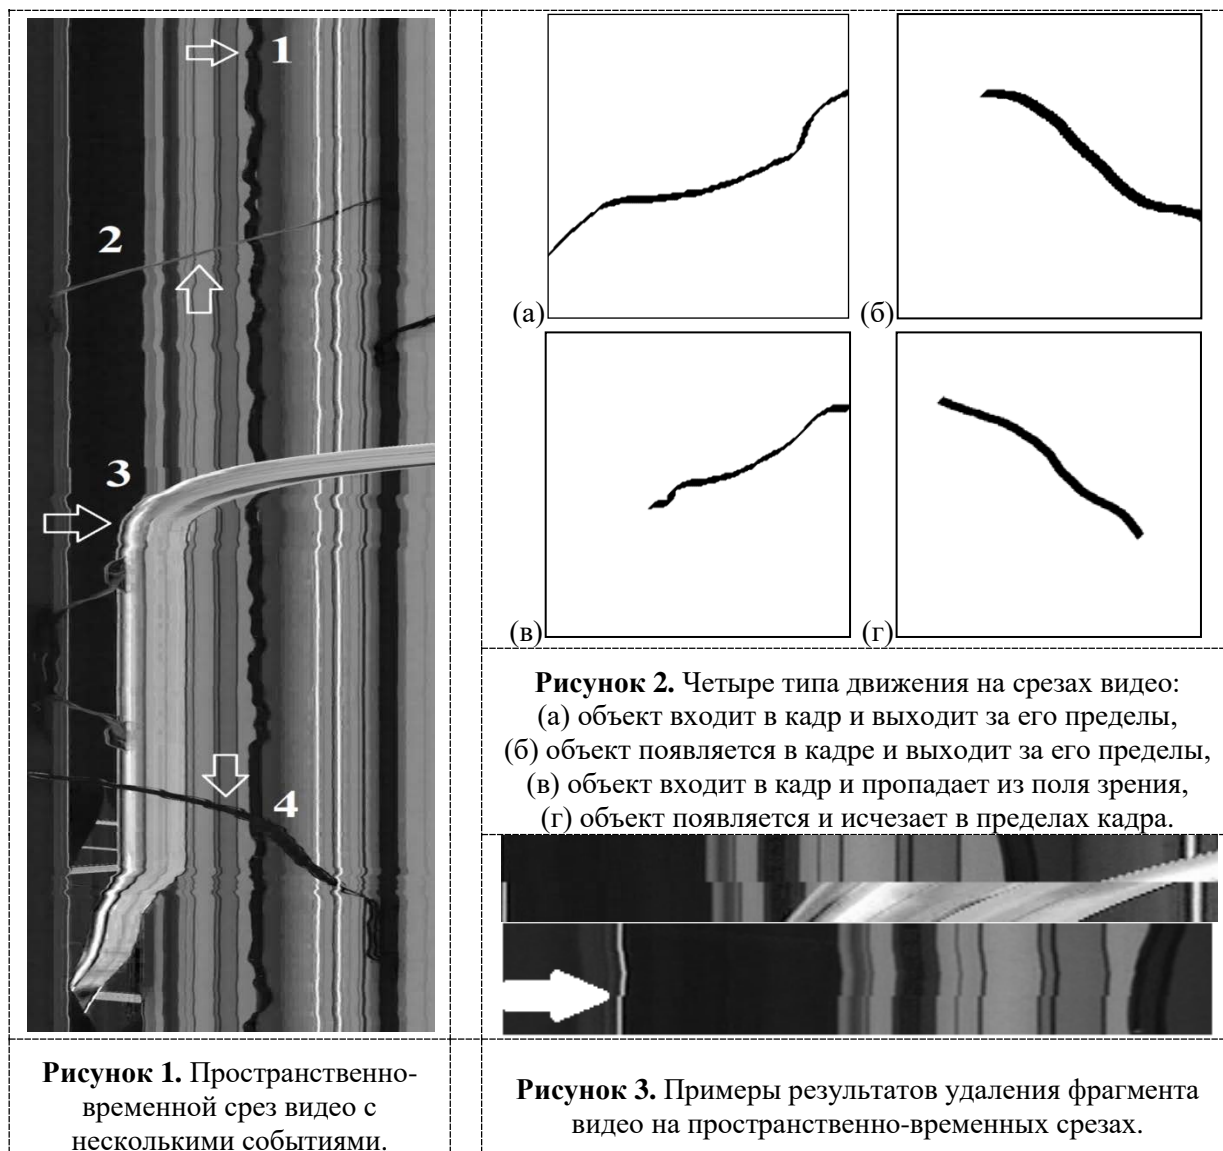 1
2
3
4
Рисунок 1. Пространственно-
временной срез видео с
несколькими событиями.
(а)
(б)
(в)
(г)
Рисунок 2. Четыре типа движения на срезах видео:
(а) объект входит в кадр и выходит за его пределы,
(б) объект появляется в кадре и выходит за его пределы,
(в) объект входит в кадр и пропадает из поля зрения,
(г) объект появляется и исчезает в пределах кадра.
Рисунок 3. Примеры результатов удаления фрагмента
видео на пространственно-временных срезах.